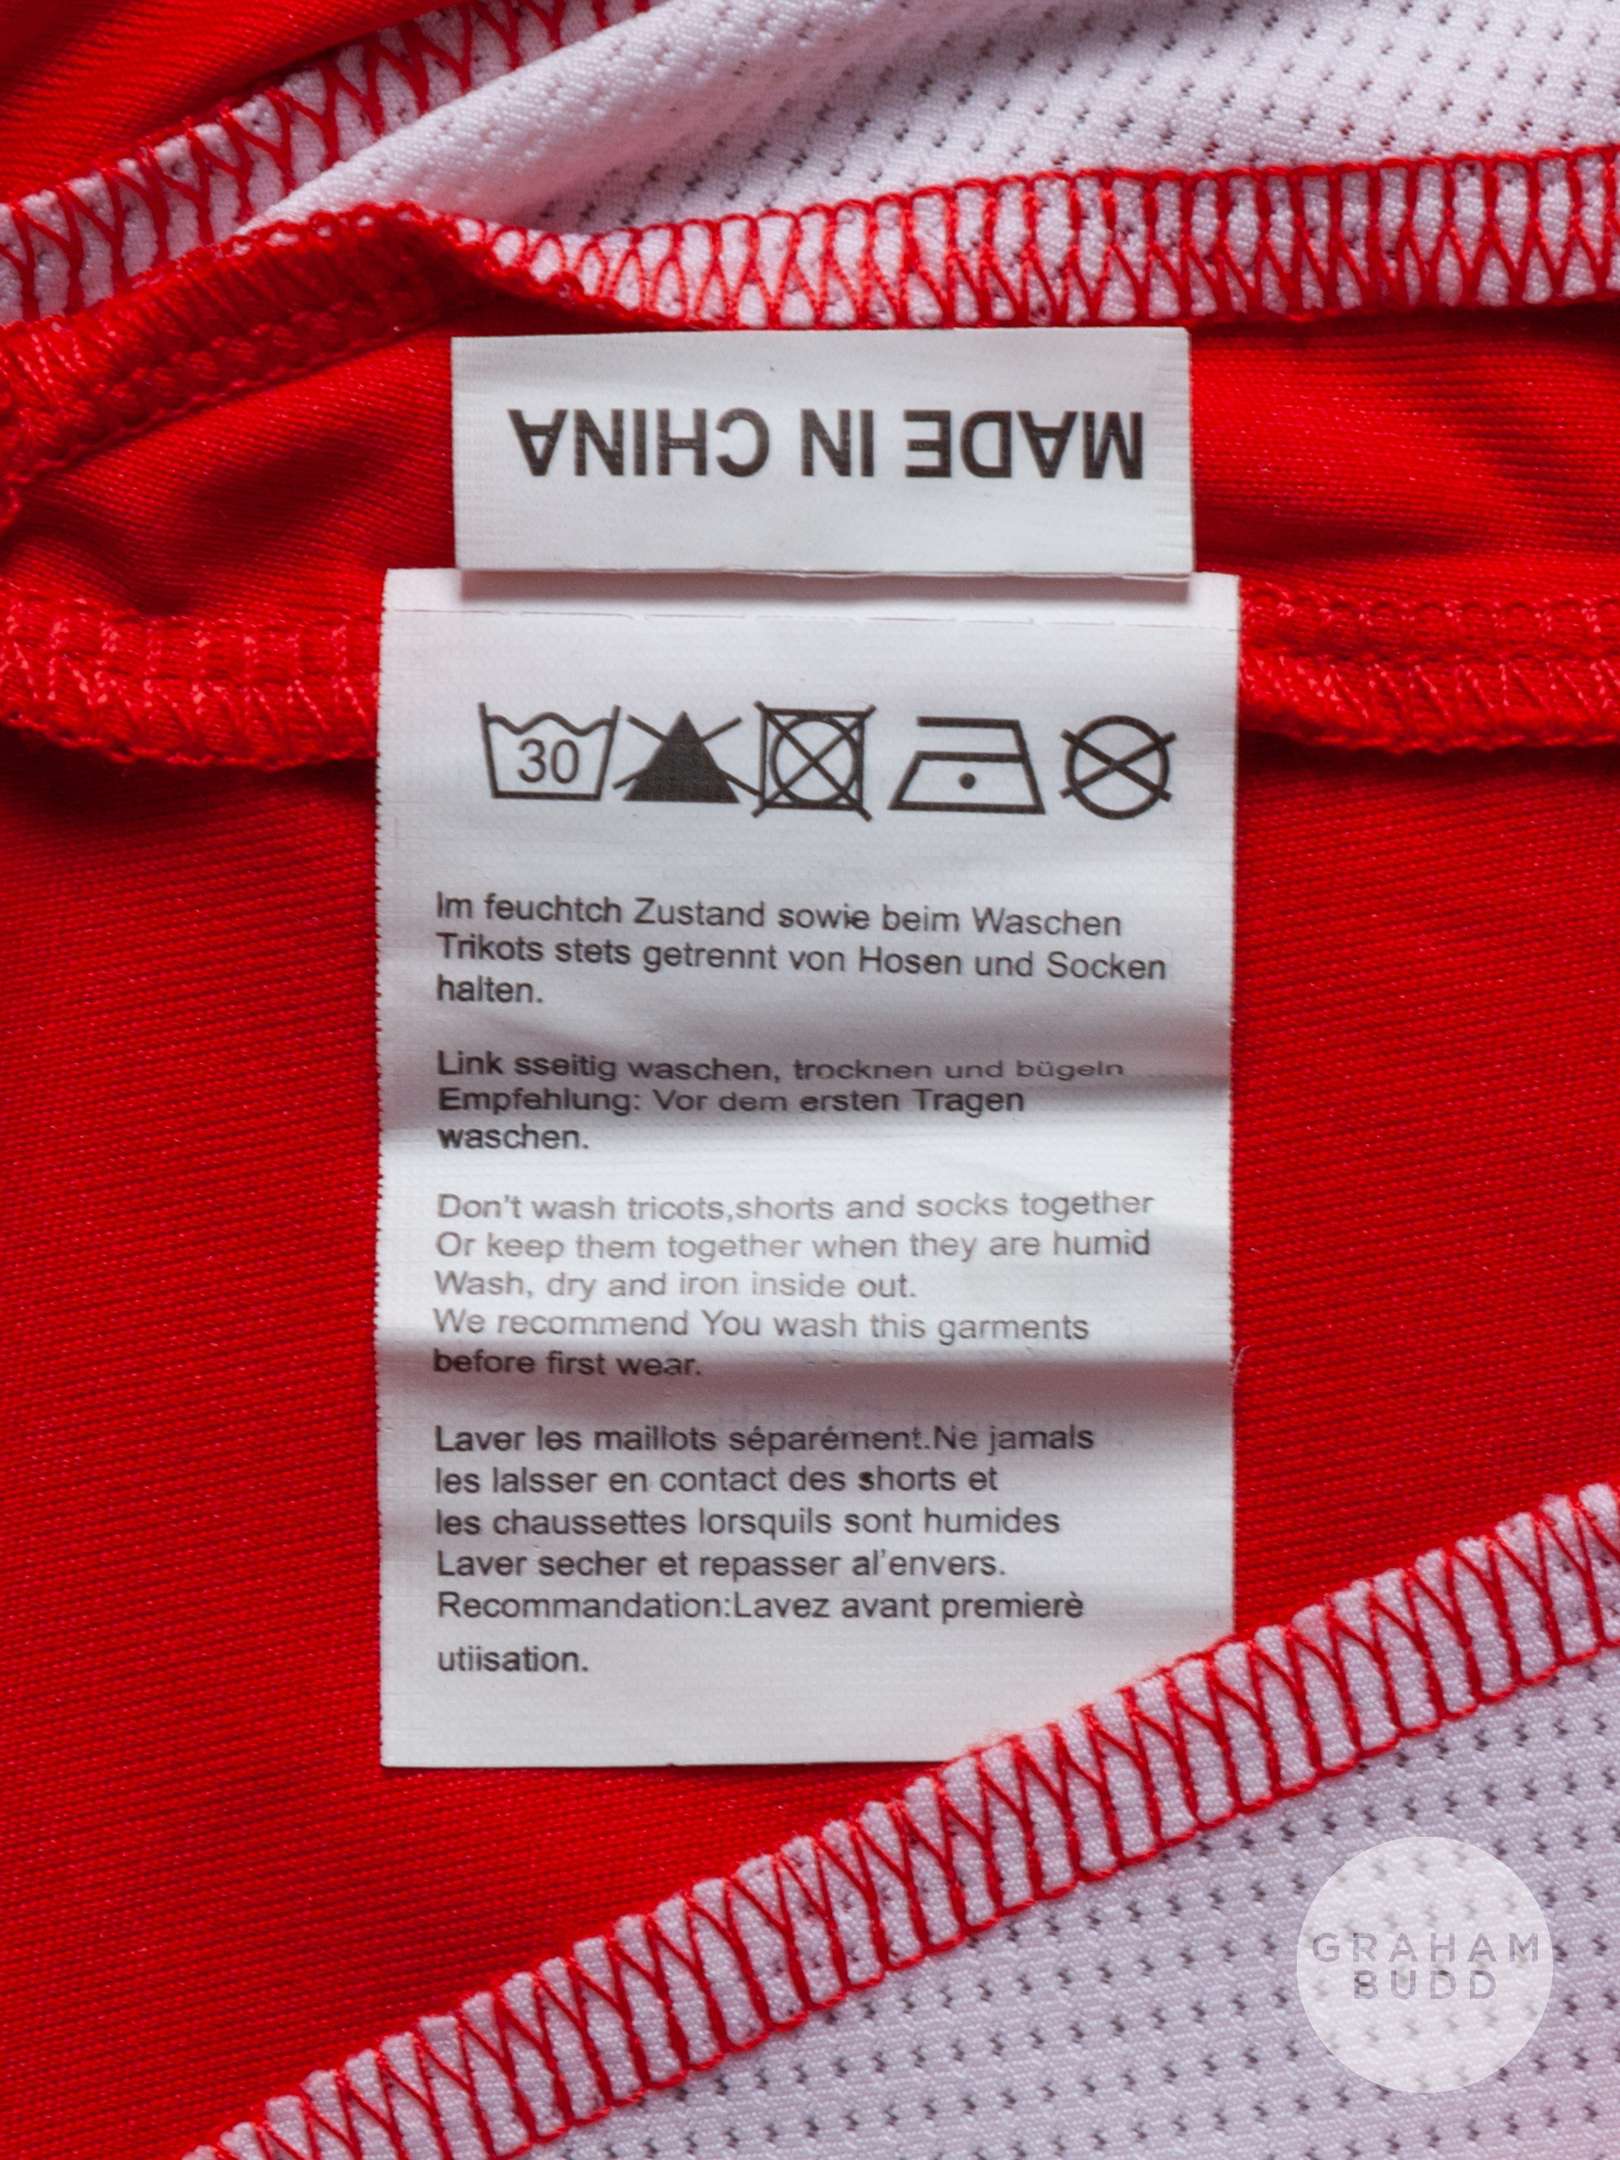 MADE IN CHINA
30
Im feuchtch Zustand sowie beim Waschen
Trikots stets getrennt von Hosen und Socken
halten.
Link sseitig waschen, trocknen und bügeln
Empfehlung: Vor dem ersten Tragen
waschen.
Don't wash tricots,shorts and socks together
Or keep them together when they are humid
Wash, dry and iron inside out.
We recommend You wash this garments
before first wear.
Laver les maillots séparément.Ne jamals
les lalsser en contact des shorts et
les chaussettes lorsquils sont humides
Laver secher et repasser al'envers.
Recommandation:Lavez avant premierè
utiisation.
GRAHAM
BUDD